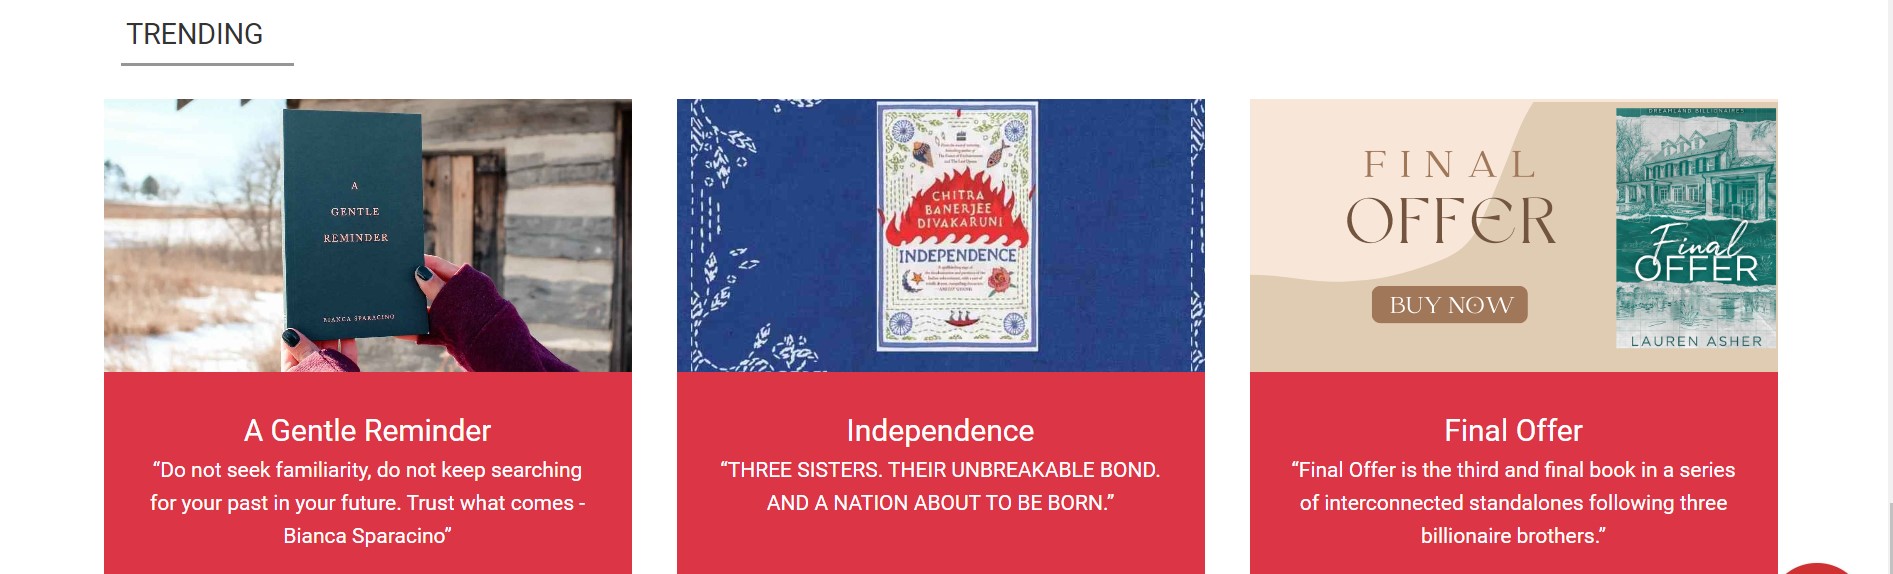 TRENDING
A
GENTLE
REMINDER
BIANCA SPARACINO
CHITRA
BANERJEE
DIVAKARUNI
INDEPENDENCE
FINAL
OFFER
BUY NOW
DREAMLAND BILLIONAIRES
Final
OFFER
LAUREN ASHER
A Gentle Reminder
“Do not seek familiarity, do not keep searching
for your past in your future. Trust what comes -
Bianca Sparacino”
Independence
“THREE SISTERS. THEIR UNBREAKABLE BOND.
AND A NATION ABOUT TO BE BORN.”
Final Offer
“Final Offer is the third and final book in a series
of interconnected standalones following three
billionaire brothers.”